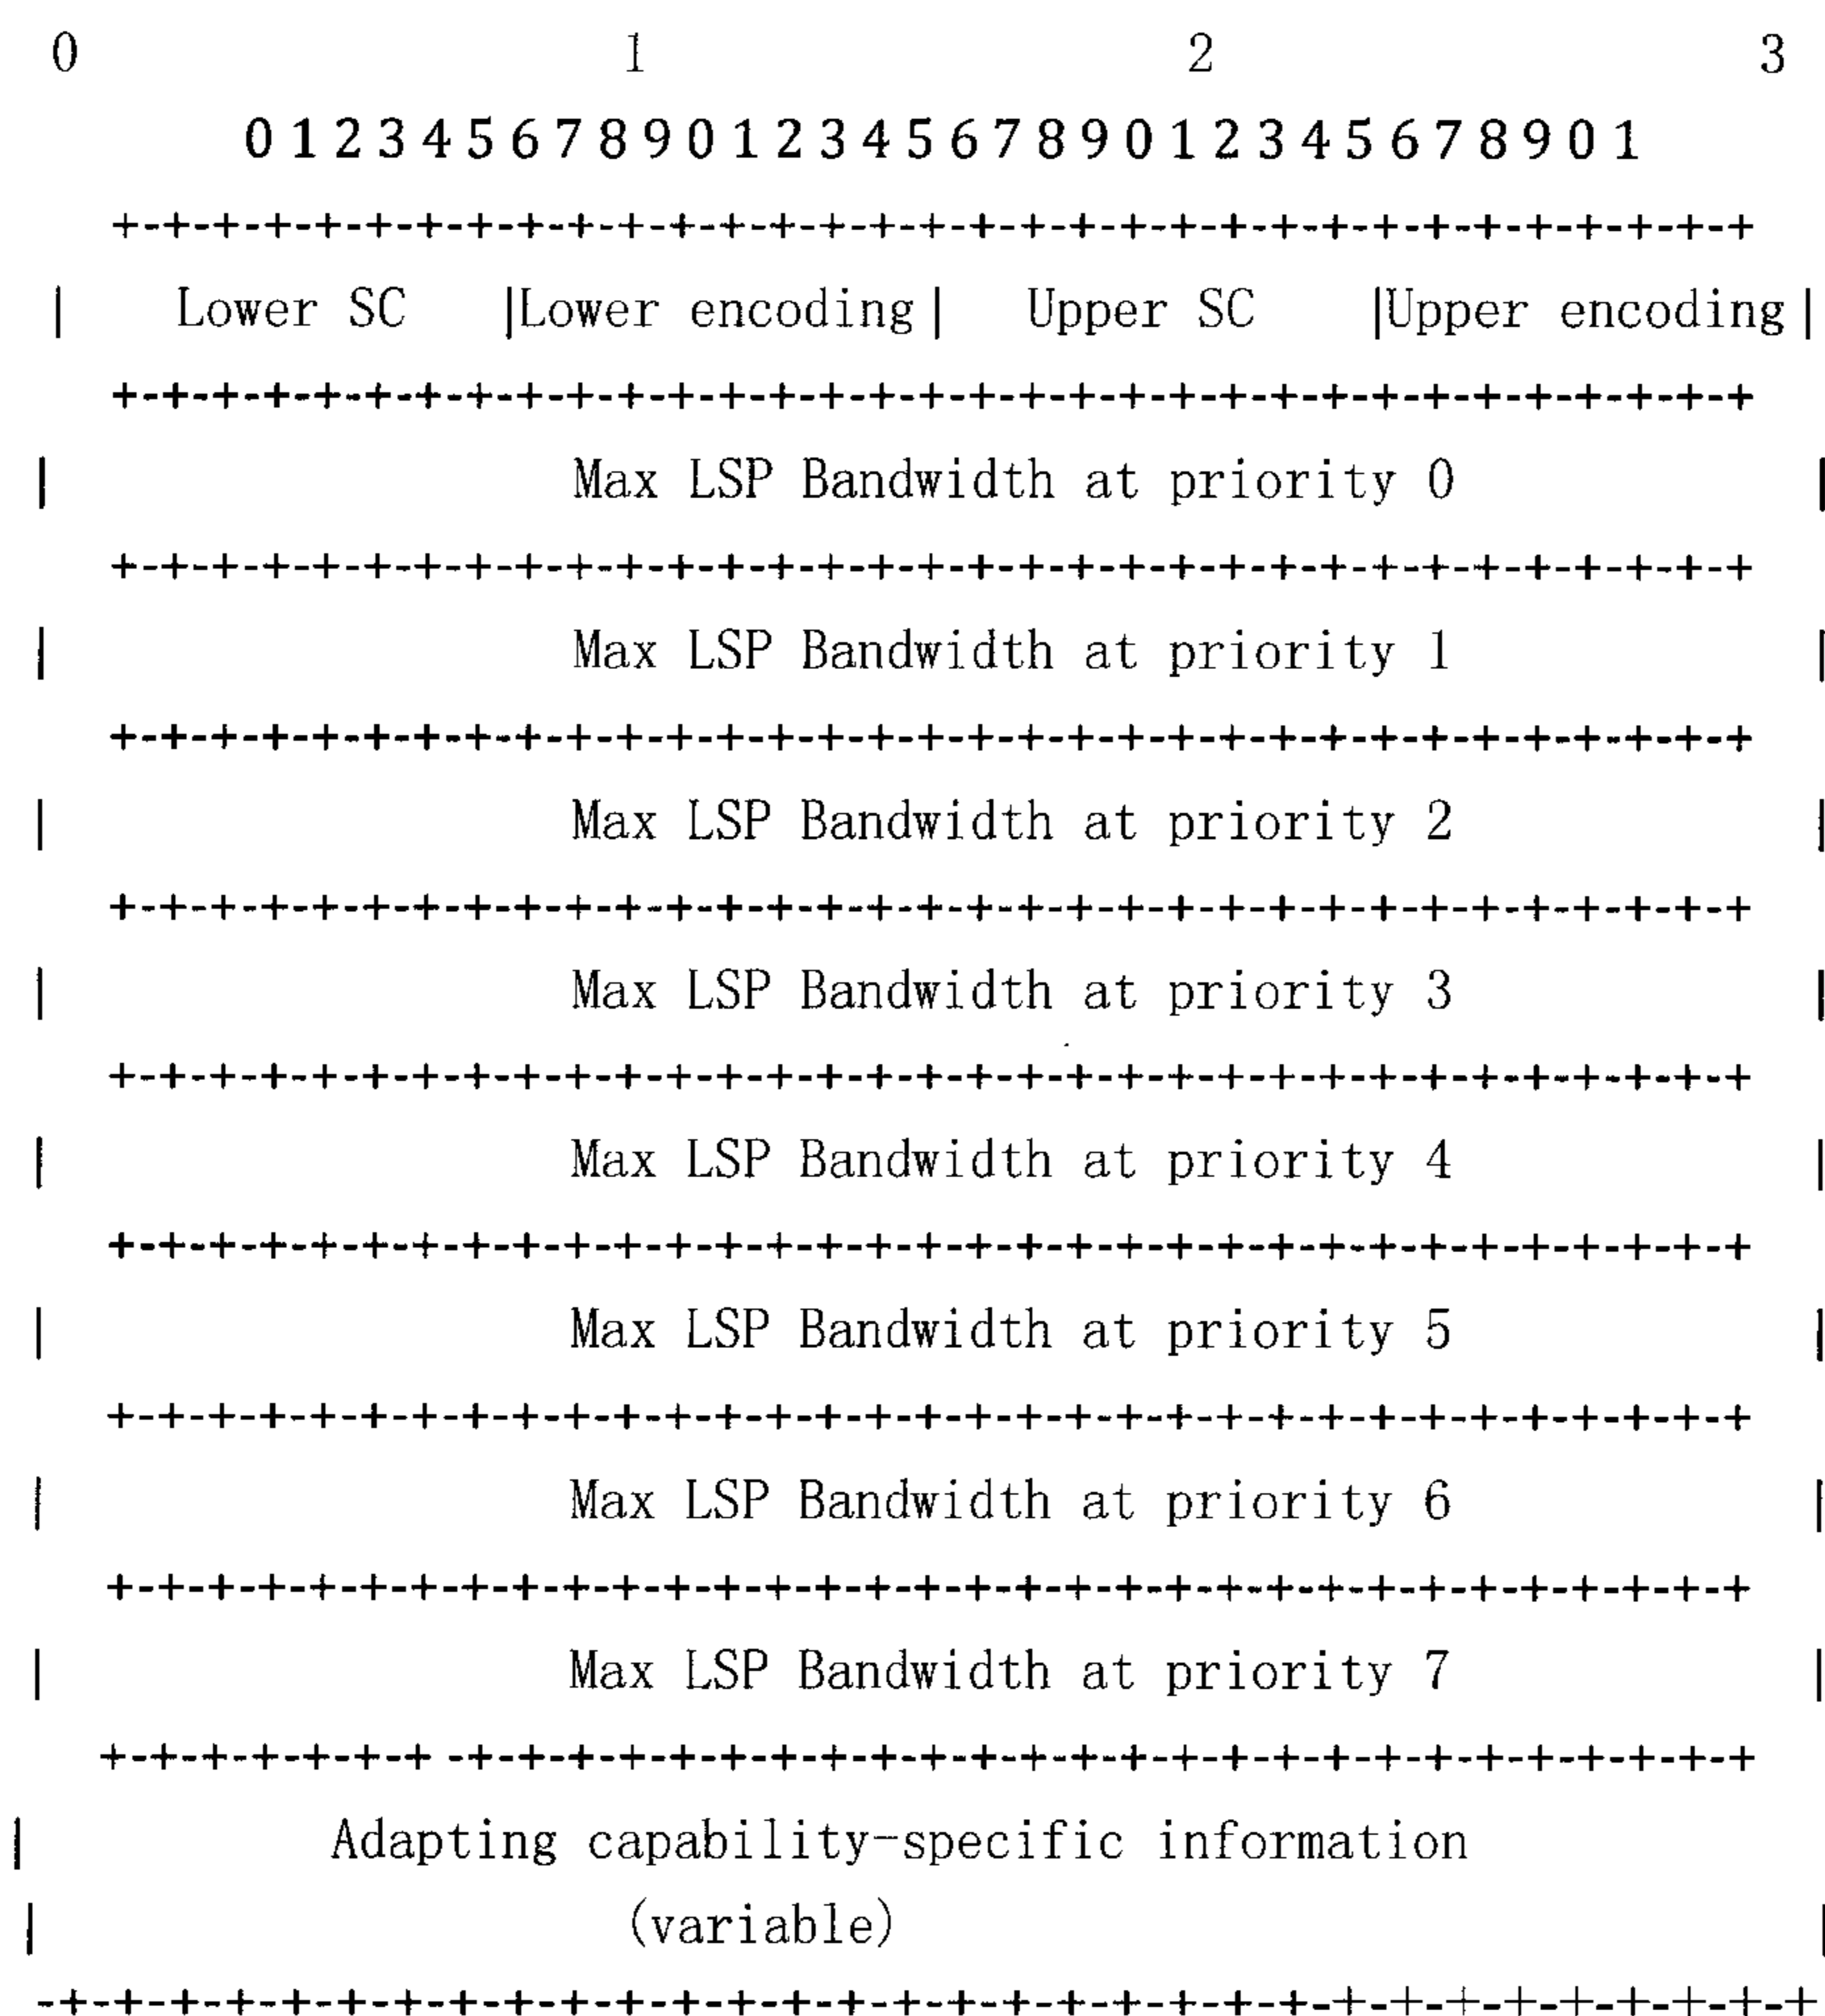 0 1 2 3
0 1 2 3 4 5 6 7 8 9 0 1 2 3 4 5 6 7 8 9 0 1 2 3 4 5 6 7 8 9 0 1
+-+-+-+-+-+-+-+-+-+-+-+-+-+-+-+-+-+-+-+-+-+-+-+-+-+-+-+-+-+-+-+-+
| Lower SC |Lower encoding| Upper SC |Upper encoding|
+-+-+-+-+-+-+-+-+-+-+-+-+-+-+-+-+-+-+-+-+-+-+-+-+-+-+-+-+-+-+-+-+
| Max LSP Bandwidth at priority 0 |
+-+-+-+-+-+-+-+-+-+-+-+-+-+-+-+-+-+-+-+-+-+-+-+-+-+-+-+-+-+-+-+-+
| Max LSP Bandwidth at priority 1 |
+-+-+-+-+-+-+-+-+-+-+-+-+-+-+-+-+-+-+-+-+-+-+-+-+-+-+-+-+-+-+-+-+
| Max LSP Bandwidth at priority 2 |
+-+-+-+-+-+-+-+-+-+-+-+-+-+-+-+-+-+-+-+-+-+-+-+-+-+-+-+-+-+-+-+-+
| Max LSP Bandwidth at priority 3 |
+-+-+-+-+-+-+-+-+-+-+-+-+-+-+-+-+-+-+-+-+-+-+-+-+-+-+-+-+-+-+-+-+
| Max LSP Bandwidth at priority 4 |
+-+-+-+-+-+-+-+-+-+-+-+-+-+-+-+-+-+-+-+-+-+-+-+-+-+-+-+-+-+-+-+-+
| Max LSP Bandwidth at priority 5 |
+-+-+-+-+-+-+-+-+-+-+-+-+-+-+-+-+-+-+-+-+-+-+-+-+-+-+-+-+-+-+-+-+
| Max LSP Bandwidth at priority 6 |
+-+-+-+-+-+-+-+-+-+-+-+-+-+-+-+-+-+-+-+-+-+-+-+-+-+-+-+-+-+-+-+-+
| Max LSP Bandwidth at priority 7 |
+-+-+-+-+-+-+ -+-+-+-+-+-+-+-+-+-+-+-+-+-+-+-+-+-+-+-+-+-+-+-+-+-+
| Adapting capability-specific information
| (variable) |
-+-+-+-+-+-+-+-+-+-+-+-+-+-+-+-+-+-+-+-+-+-+-+-+-+-+-+-+-+-+-+-+